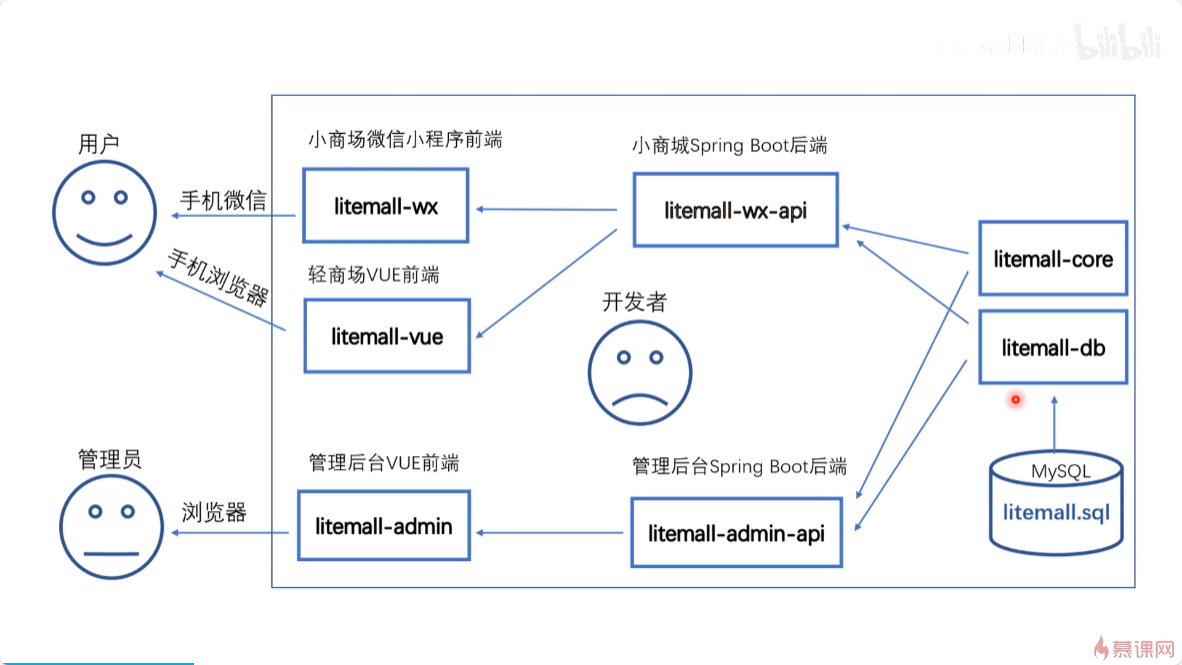 bilibili
用户
小商场微信小程序前端
小商城Spring Boot后端
手机微信
litemall-wx
litemall-wx-api
手机浏览器
轻商场VUE前端
litemall-core
litemall-vue
开发者
litemall-db
管理员
管理后台VUE前端
管理后台Spring Boot后端
MySQL
浏览器
litemall-admin
litemall-admin-api
litemall.sql
慕课网